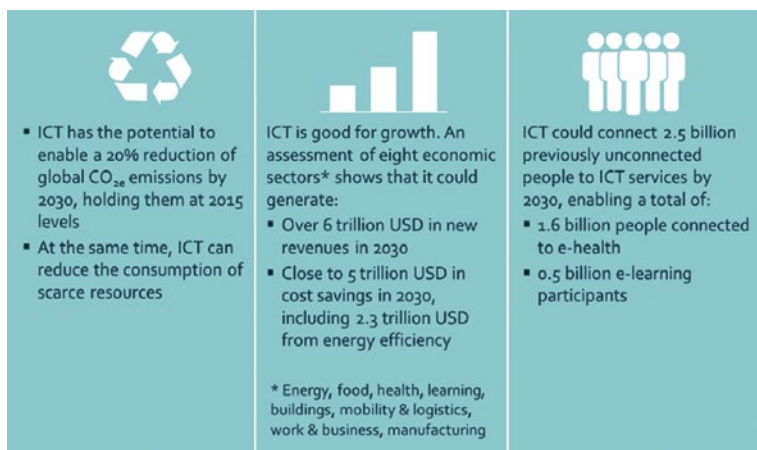 ▪ ICT has the potential to
enable a 20% reduction of
global CO₂ₑ emissions by
2030, holding them at 2015
levels
▪ At the same time, ICT can
reduce the consumption of
scarce resources
ICT is good for growth. An
assessment of eight economic
sectors* shows that it could
generate:
▪ Over 6 trillion USD in new
revenues in 2030
▪ Close to 5 trillion USD in
cost savings in 2030,
including 2.3 trillion USD
from energy efficiency
* Energy, food, health, learning,
buildings, mobility & logistics,
work & business, manufacturing
ICT could connect 2.5 billion
previously unconnected
people to ICT services by
2030, enabling a total of:
▪ 1.6 billion people connected
to e-health
▪ 0.5 billion e-learning
participants